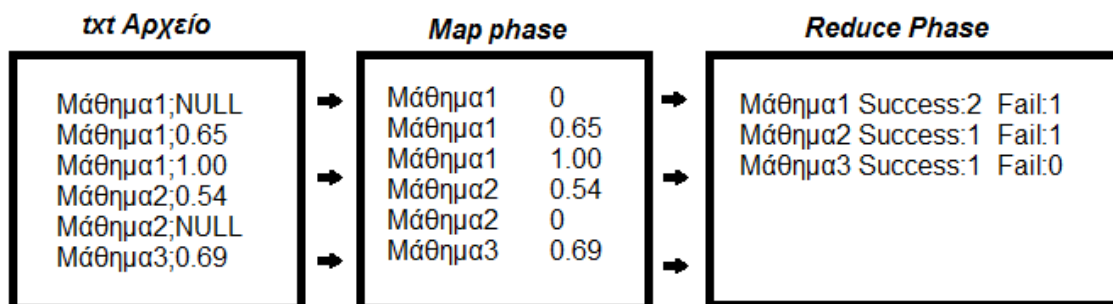 txt Αρχείο
Μάθημα1;NULL
Μάθημα1;0.65
Μάθημα1;1.00
Μάθημα2;0.54
Μάθημα2;NULL
Μάθημα3;0.69
Map phase
Μάθημα1 0
Μάθημα1 0.65
Μάθημα1 1.00
Μάθημα2 0.54
Μάθημα2 0
Μάθημα3 0.69
Reduce Phase
Μάθημα1 Success:2 Fail:1
Μάθημα2 Success:1 Fail:1
Μάθημα3 Success:1 Fail:0